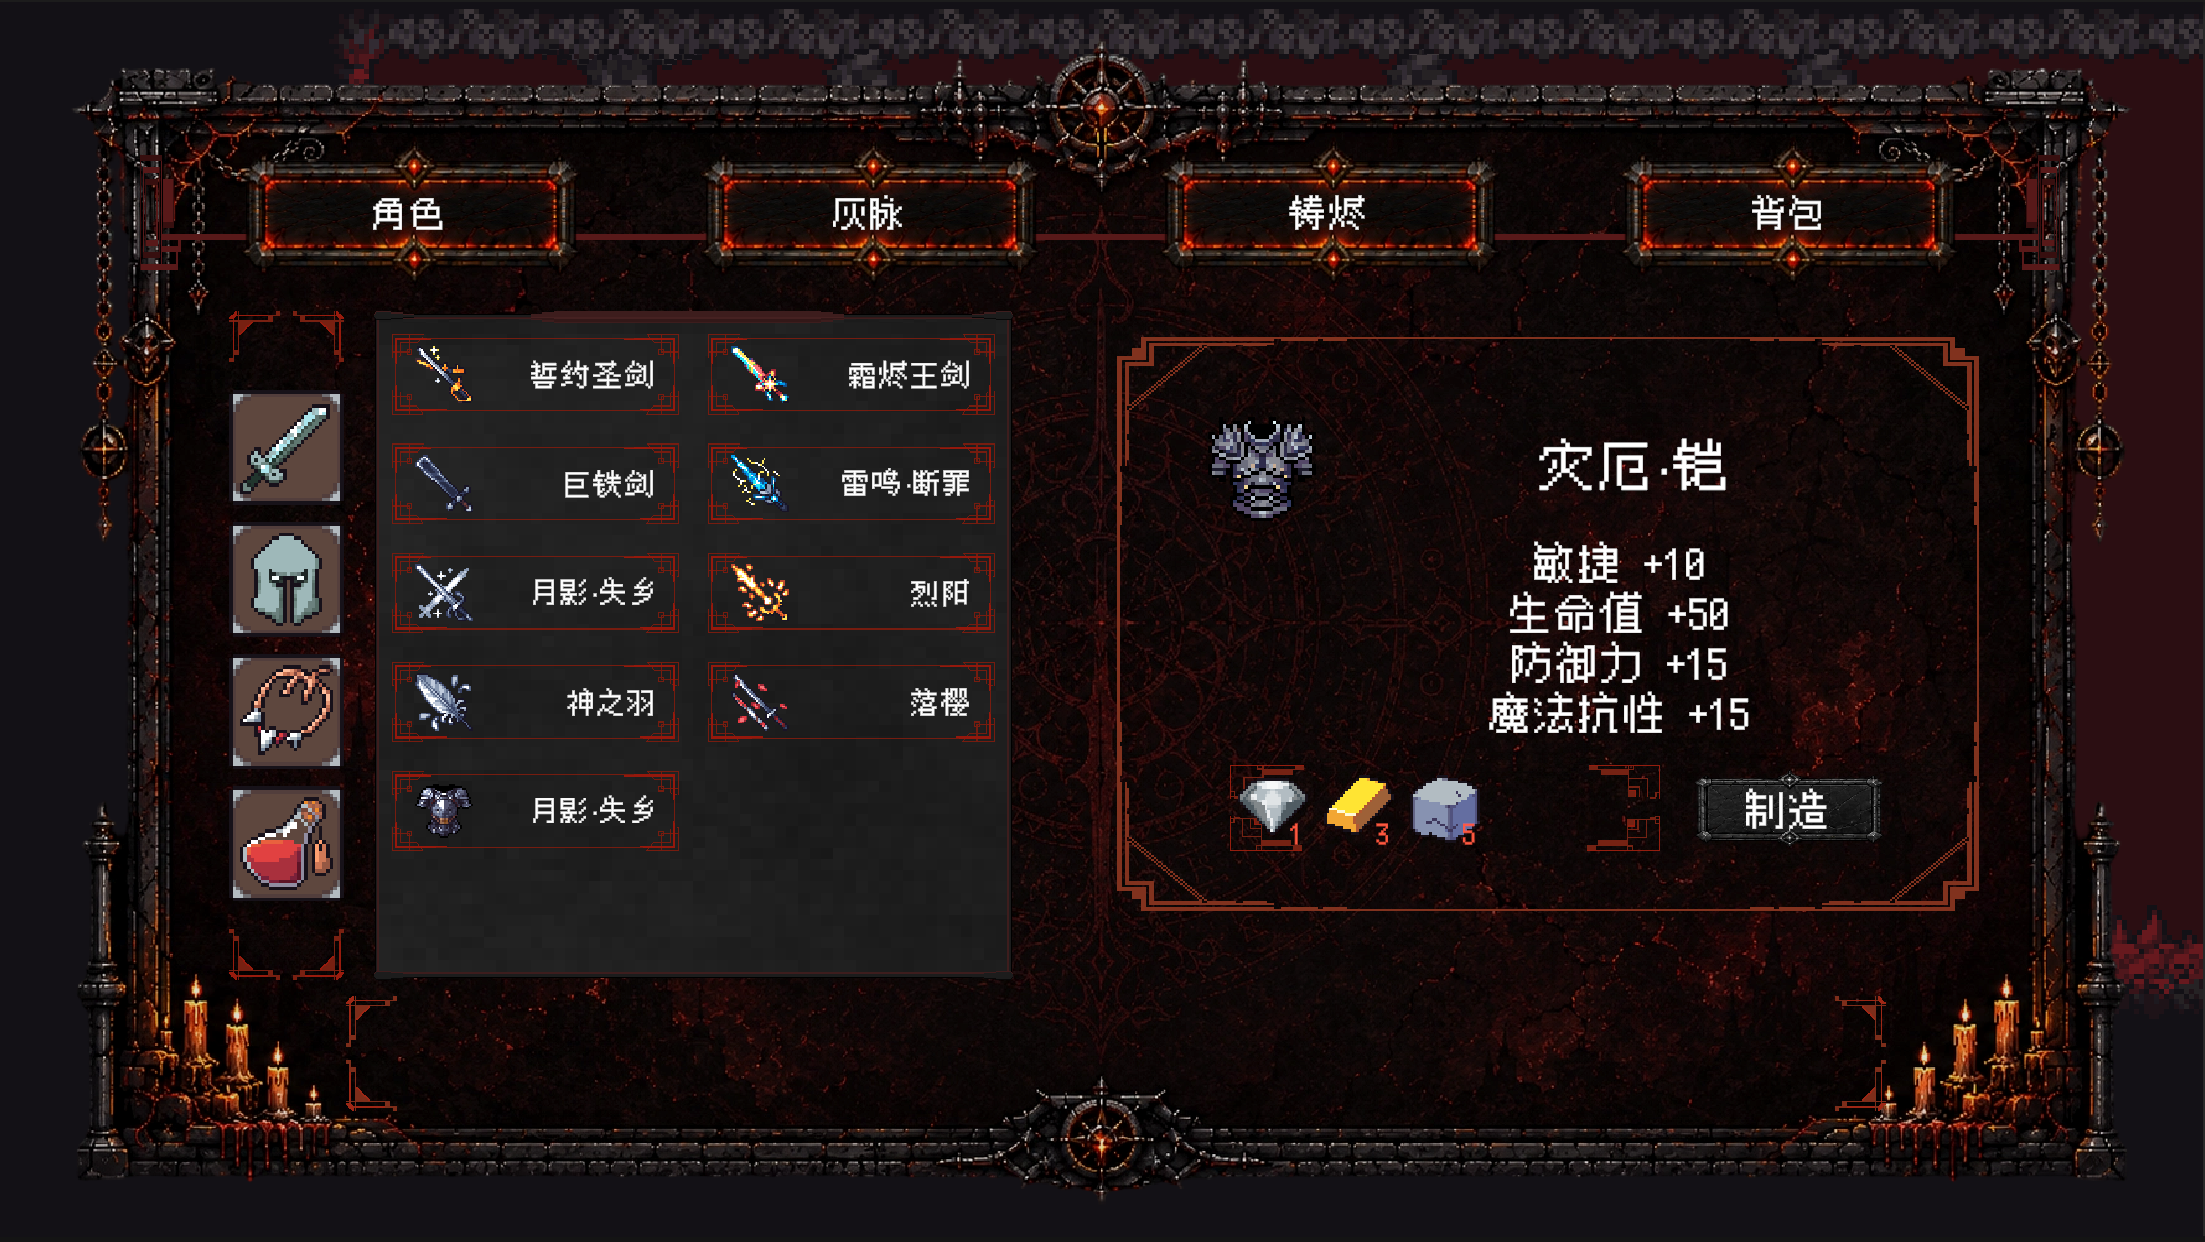 角色
灰脉
铸烬
背包
誓约圣剑
霜烬王剑
巨铁剑
雷鸣·断罪
月影·失乡
烈阳
神之羽
落樱
月影·失乡
灾厄·铠
敏捷 +10
生命值 +50
防御力 +15
魔法抗性 +15
1
3
5
制造